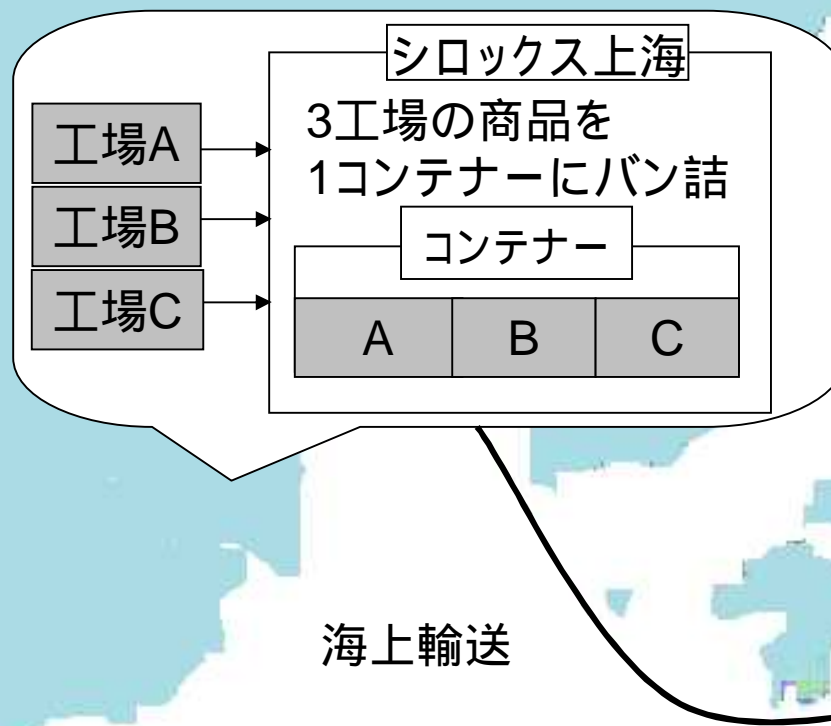 シロックス上海
工場A
工場B
工場C
3工場の商品を
1コンテナーにバン詰
コンテナー
A
B
C
海上輸送